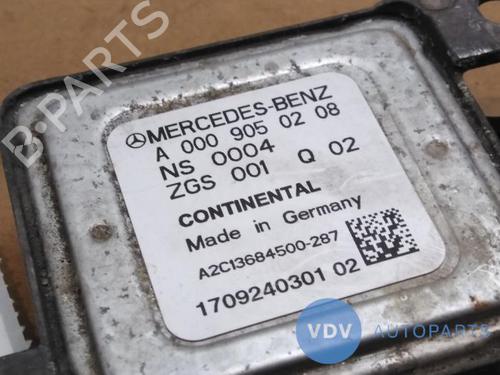 B-PARTS
MERCEDES-BENZ
A 000 905 02 08
NS 0004
ZGS 001 Q 02
CONTINENTAL
Made in Germany
A2C13684500-287
1709240301 02
VDV AUTOPARTS